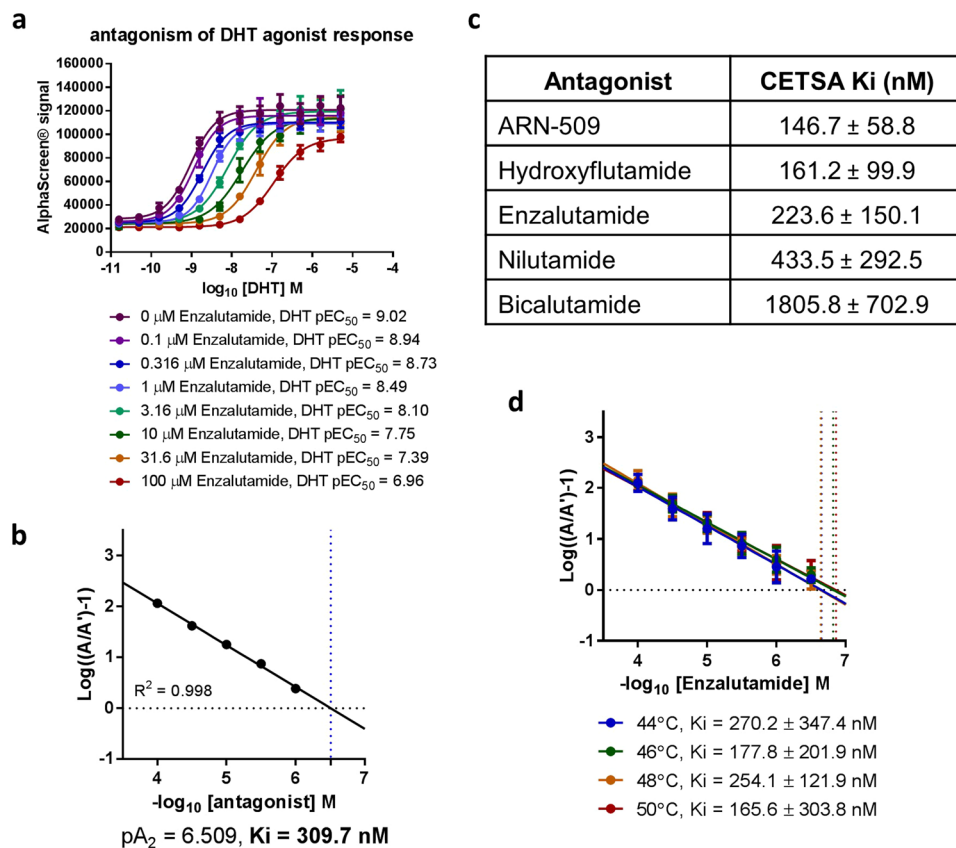 a
antagonism of DHT agonist response
AlphaScreen® signal
160000
140000
120000
100000
80000
60000
40000
20000
0
-11 -10 -9 -8 -7 -6 -5 -4
log10 [DHT] M
0 μM Enzalutamide, DHT pEC50 = 9.02
0.1 μM Enzalutamide, DHT pEC50 = 8.94
0.316 μM Enzalutamide, DHT pEC50 = 8.73
1 μM Enzalutamide, DHT pEC50 = 8.49
3.16 μM Enzalutamide, DHT pEC50 = 8.10
10 μM Enzalutamide, DHT pEC50 = 7.75
31.6 μM Enzalutamide, DHT pEC50 = 7.39
100 μM Enzalutamide, DHT pEC50 = 6.96
b
Log((A/A')-1)
3
2
1
0
-1
R2 = 0.998
4 5 6 7
-log10 [antagonist] M
pA2 = 6.509, Ki = 309.7 nM
c
Antagonist CETSA Ki (nM)
ARN-509 146.7 ± 58.8
Hydroxyflutamide 161.2 ± 99.9
Enzalutamide 223.6 ± 150.1
Nilutamide 433.5 ± 292.5
Bicalutamide 1805.8 ± 702.9
d
Log((A/A')-1)
3
2
1
0
-1
4 5 6 7
-log10 [Enzalutamide] M
44°C, Ki = 270.2 ± 347.4 nM
46°C, Ki = 177.8 ± 201.9 nM
48°C, Ki = 254.1 ± 121.9 nM
50°C, Ki = 165.6 ± 303.8 nM